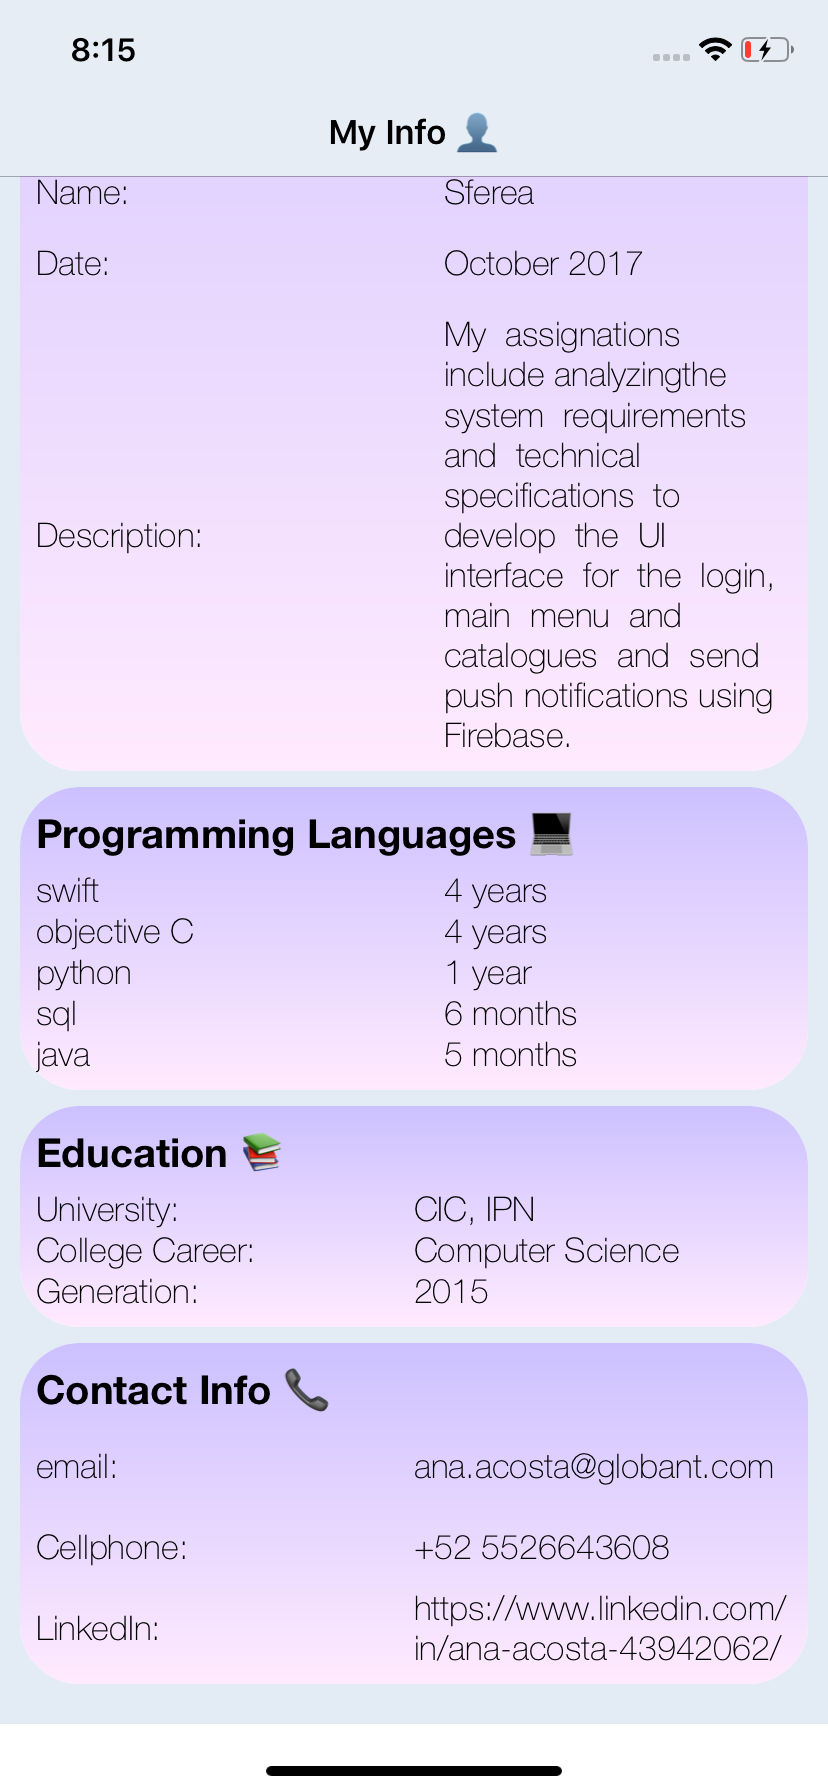 8:15
My Info
Name: Sferea
Date: October 2017
Description:
My assignations
include analyzingthe
system requirements
and technical
specifications to
develop the UI
interface for the login,
main menu and
catalogues and send
push notifications using
Firebase.
Programming Languages
swift 4 years
objective C 4 years
python 1 year
sql 6 months
java 5 months
Education
University: CIC, IPN
College Career: Computer Science
Generation: 2015
Contact Info
email: ana.acosta@globant.com
Cellphone: +52 5526643608
LinkedIn: https://www.linkedin.com/
in/ana-acosta-43942062/